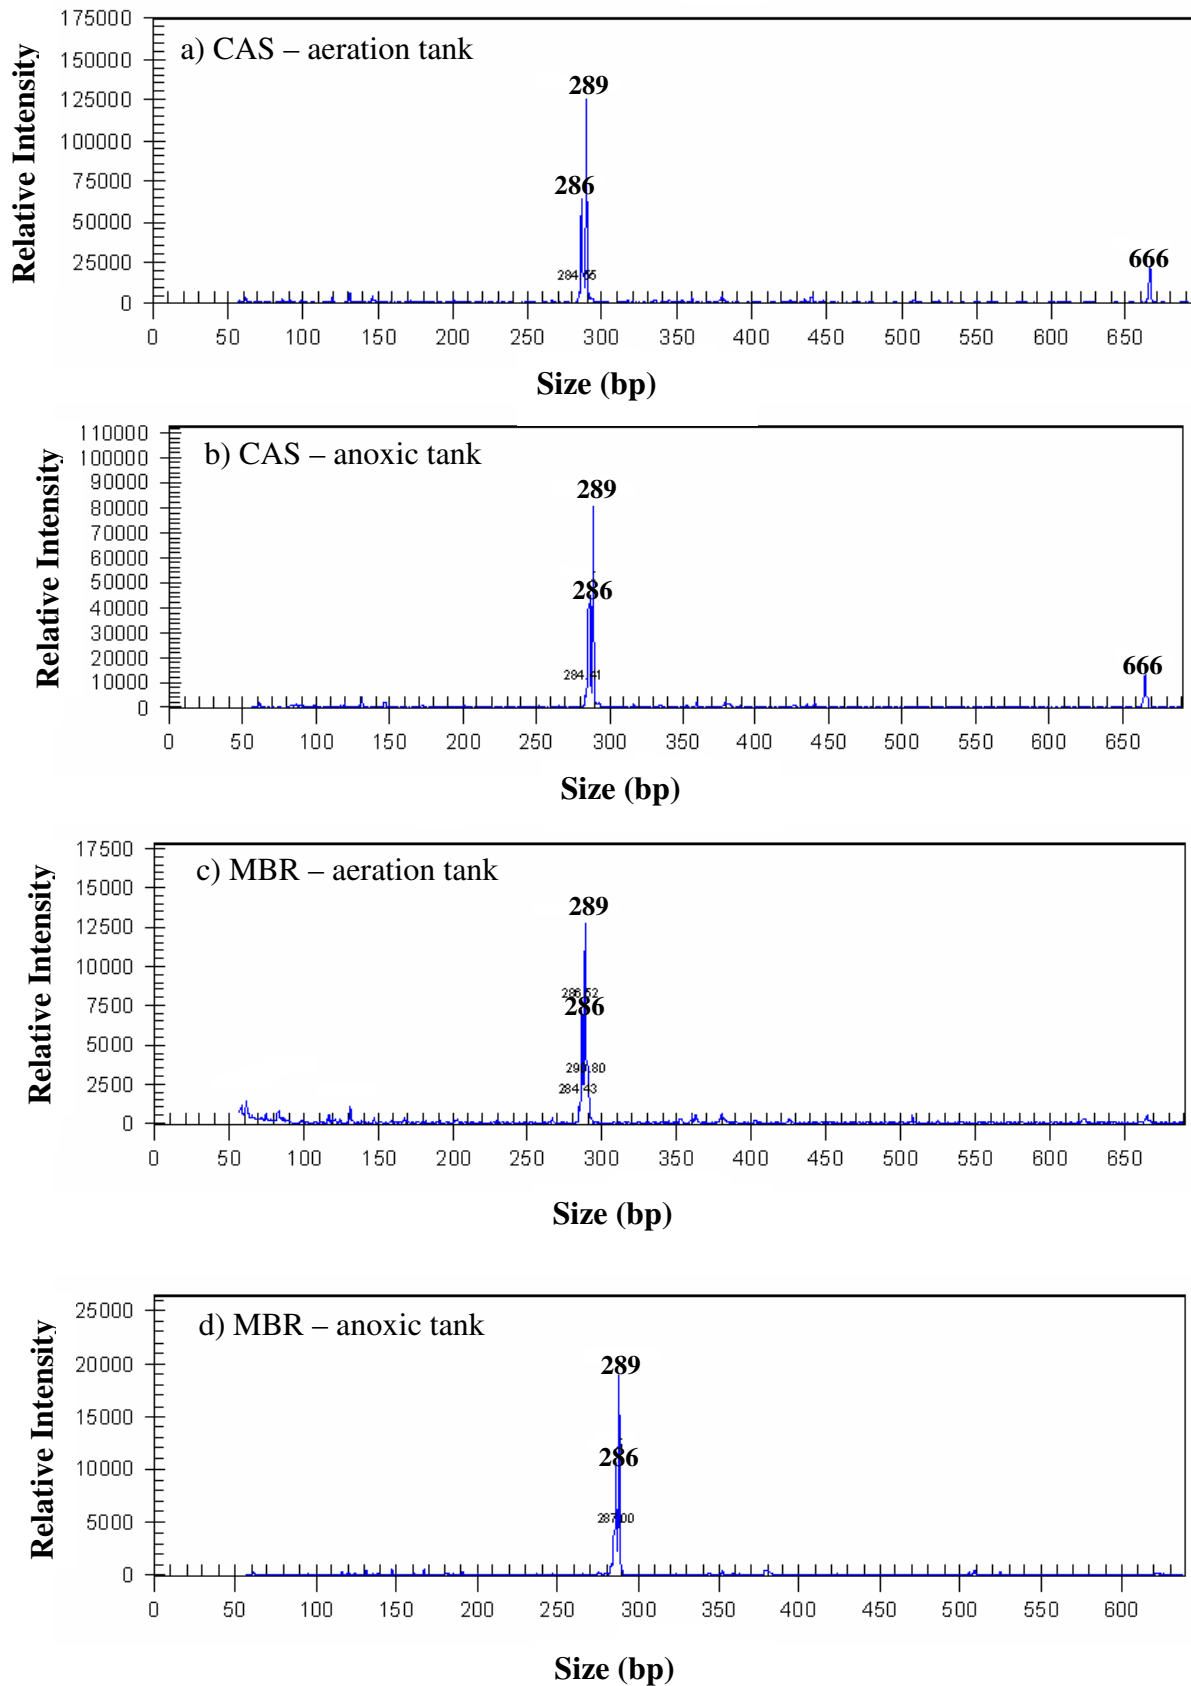 175000
150000
125000
100000
75000
50000
25000
0
Relative Intensity
a) CAS – aeration tank
289
286
666
0 50 100 150 200 250 300 350 400 450 500 550 600 650
Size (bp)
110000
100000
90000
80000
70000
60000
50000
40000
30000
20000
10000
0
Relative Intensity
b) CAS – anoxic tank
289
286
666
0 50 100 150 200 250 300 350 400 450 500 550 600 650
Size (bp)
17500
15000
12500
10000
7500
5000
2500
0
Relative Intensity
c) MBR – aeration tank
289
286
0 50 100 150 200 250 300 350 400 450 500 550 600 650
Size (bp)
25000
20000
15000
10000
5000
0
Relative Intensity
d) MBR – anoxic tank
289
286
287.00
0 50 100 150 200 250 300 350 400 450 500 550 600
Size (bp)